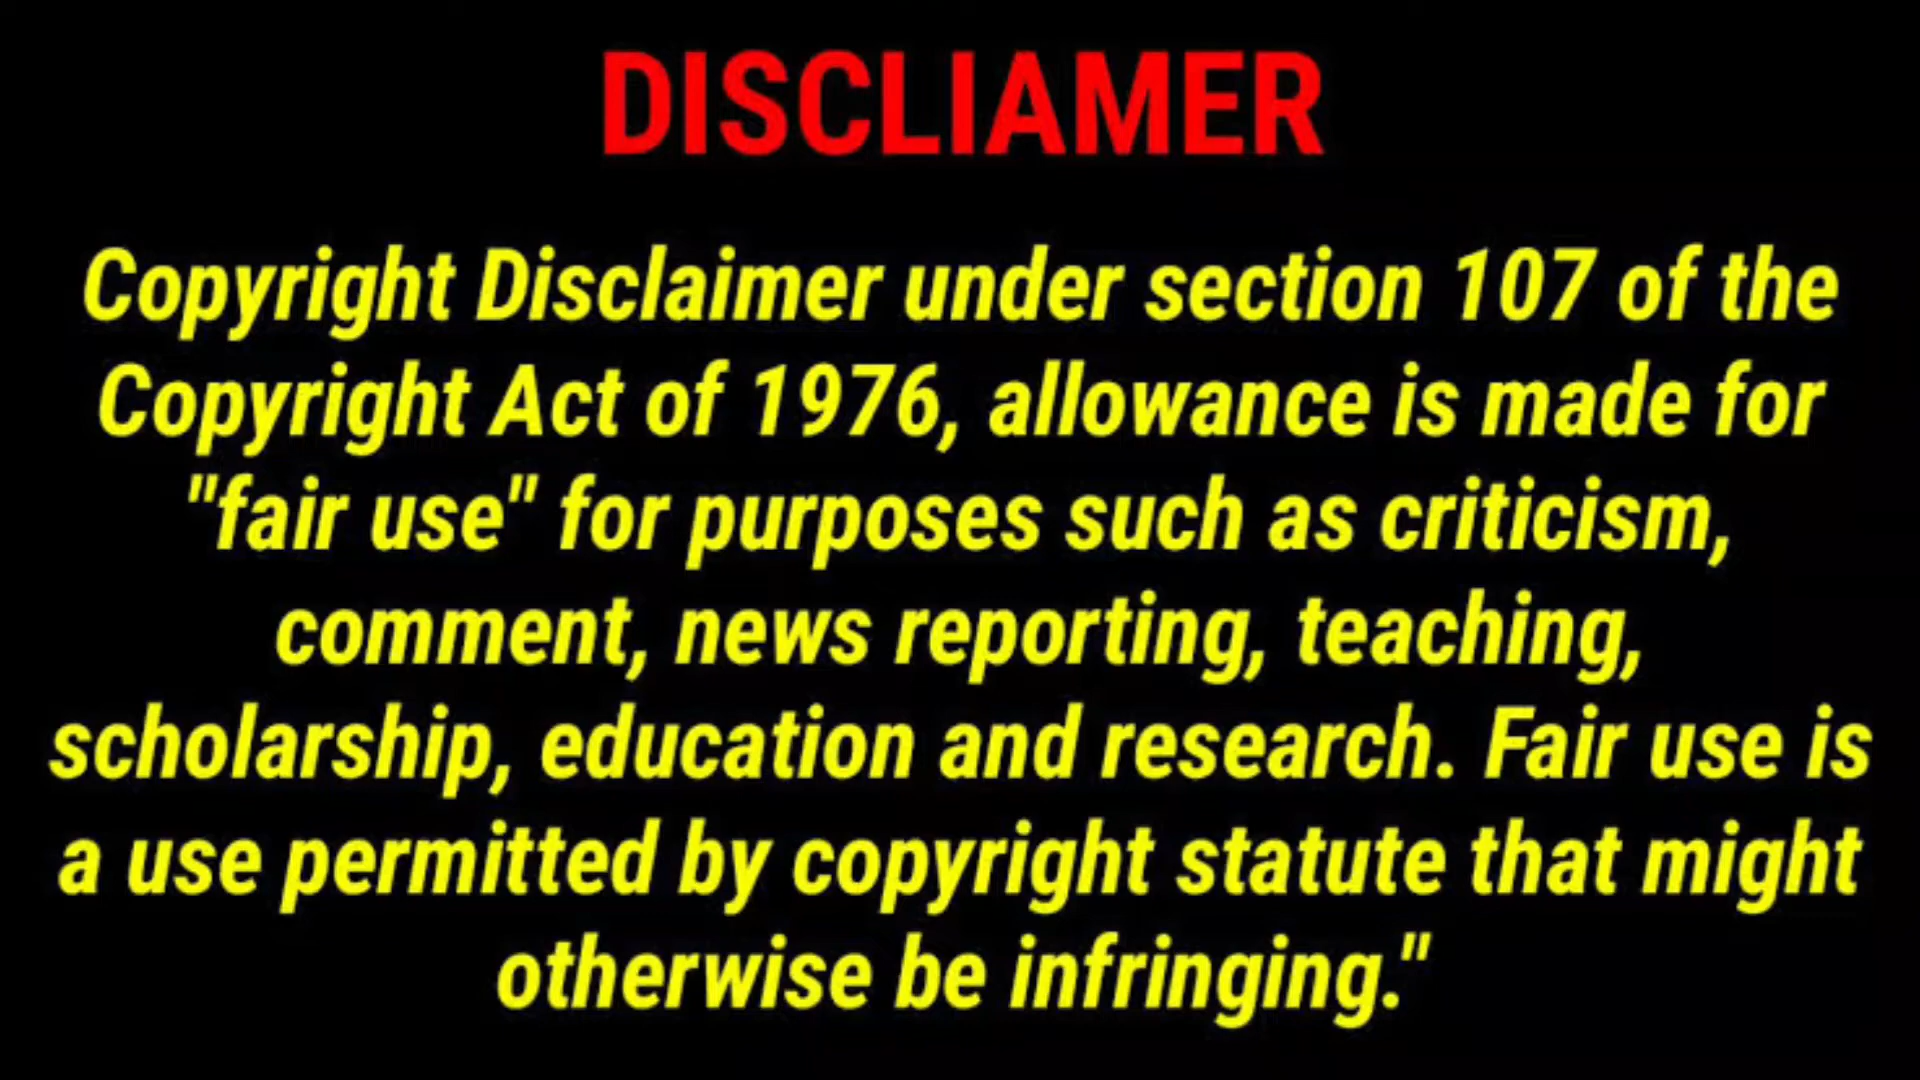 DISCLIAMER
Copyright Disclaimer under section 107 of the
Copyright Act of 1976, allowance is made for
"fair use" for purposes such as criticism,
comment, news reporting, teaching,
scholarship, education and research. Fair use is
a use permitted by copyright statute that might
otherwise be infringing."